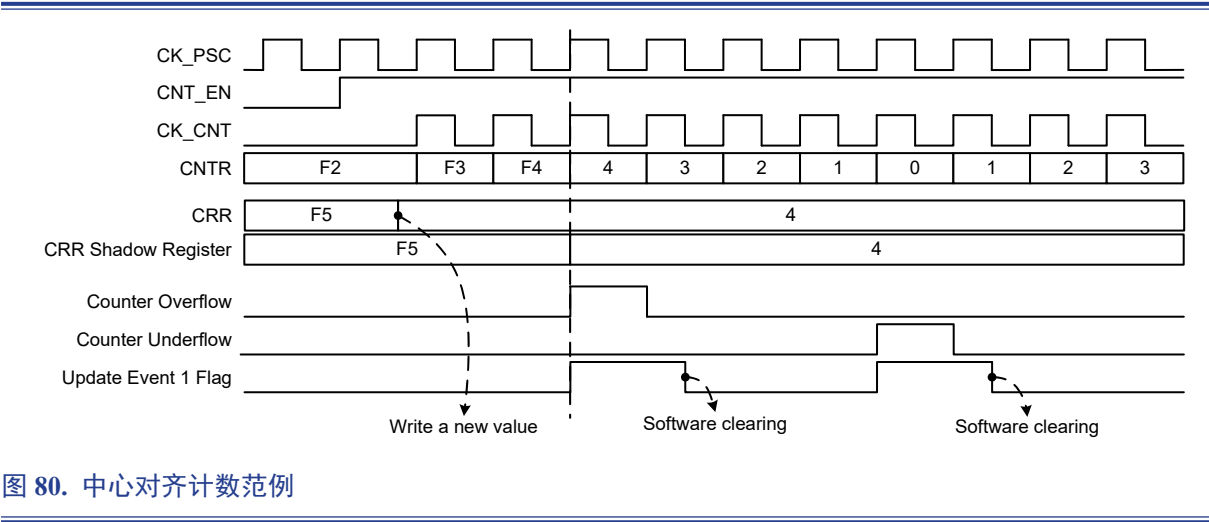 CK_PSC
CNT_EN
CK_CNT
CNTR F2 F3 F4 4 3 2 1 0 1 2 3
CRR F5 4
CRR Shadow Register F5 4
Counter Overflow
Counter Underflow
Update Event 1 Flag
Write a new value Software clearing Software clearing
图 80. 中心对齐计数范例